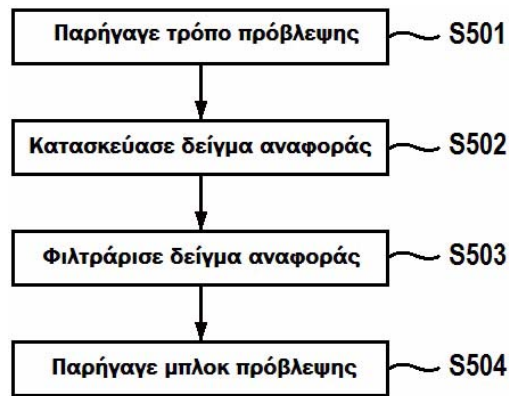 Παρήγαγε τρόπο πρόβλεψης S501
Κατασκεύασε δείγμα αναφοράς S502
Φιλτράρισε δείγμα αναφοράς S503
Παρήγαγε μπλοκ πρόβλεψης S504